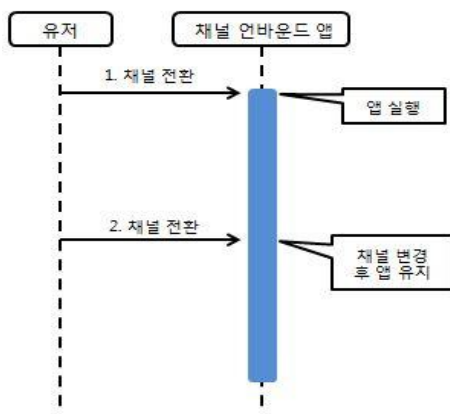 유저
채널 언바운드 앱
1. 채널 전환
앱 실행
2. 채널 전환
채널 변경
후 앱 유지